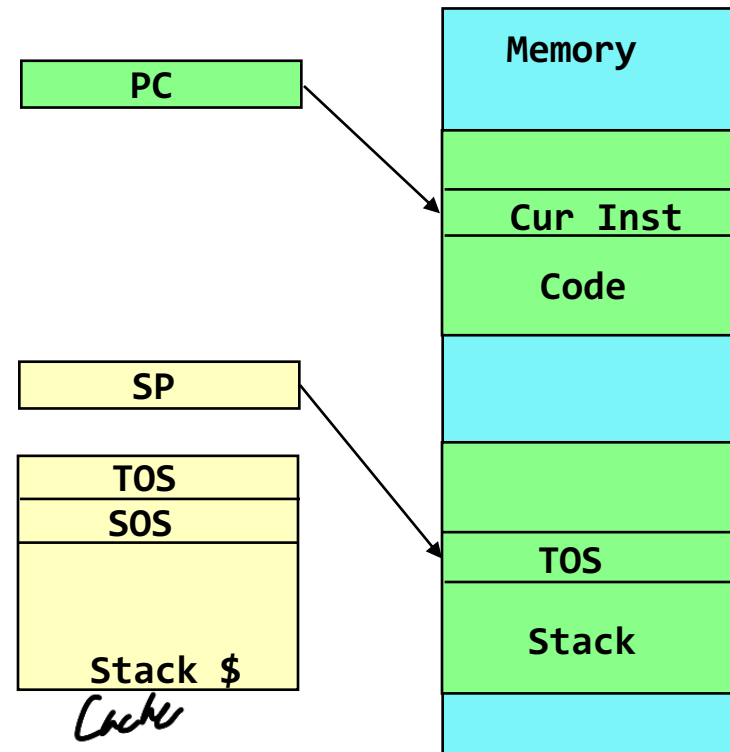 PC
SP
TOS
SOS
Stack $
Cache
Memory
Cur Inst
Code
TOS
Stack